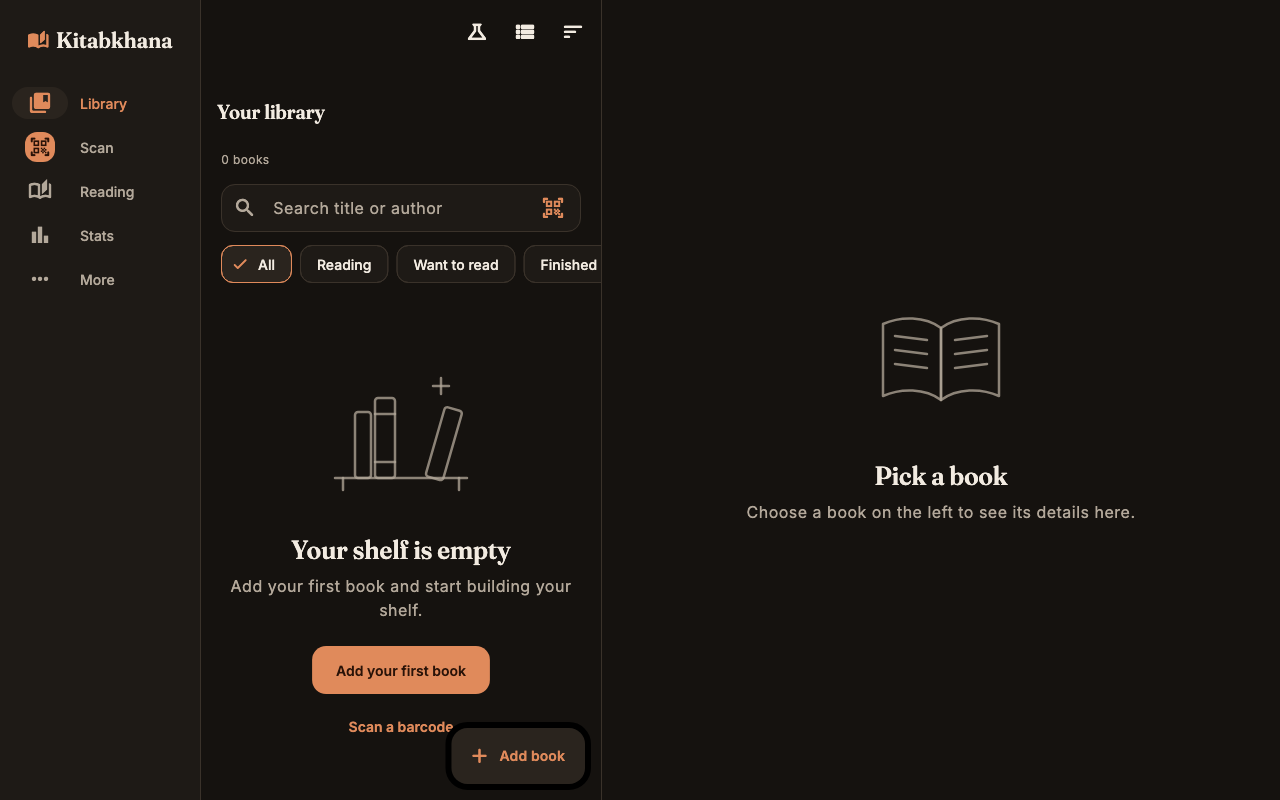 Kitabkhana
Library
Scan
Reading
Stats
More
Your library
0 books
Search title or author
All
Reading
Want to read
Finished
Your shelf is empty
Add your first book and start building your
shelf.
Add your first book
Scan a barcode
Add book
Pick a book
Choose a book on the left to see its details here.